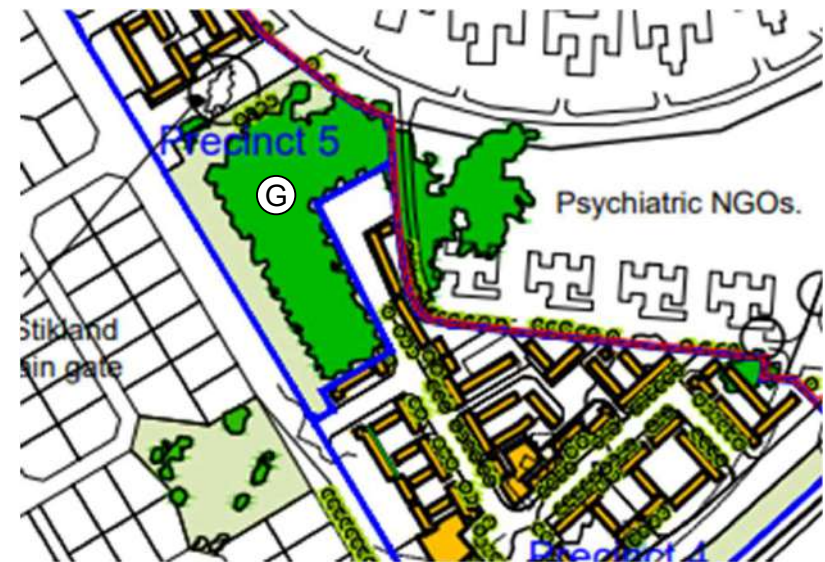 Precinct 5
G
Psychiatric NGOs.
Stikland
ain gate
Precinct 4